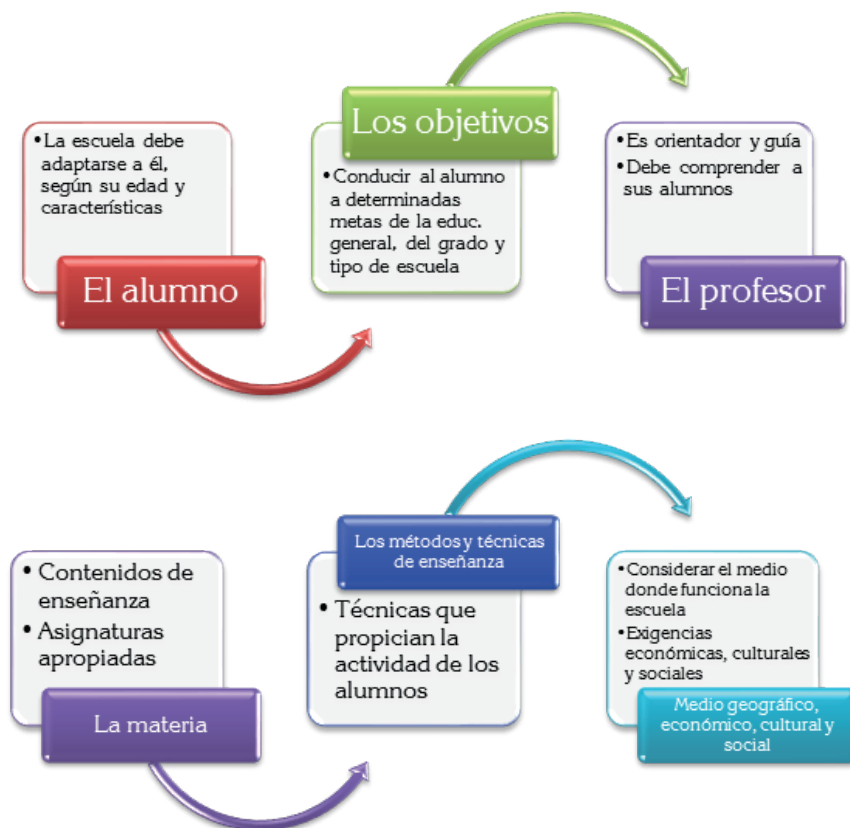 • La escuela debe
adaptarse a él,
según su edad y
características
El alumno
Los objetivos
• Conducir al alumno
a determinadas
metas de la educ.
general, del grado y
tipo de escuela
• Es orientador y guía
• Debe comprender a
sus alumnos
El profesor
• Contenidos de
enseñanza
• Asignaturas
apropiadas
La materia
Los métodos y técnicas
de enseñanza
• Técnicas que
propician la
actividad de los
alumnos
• Considerar el medio
donde funciona la
escuela
• Exigencias
económicas, culturales
y sociales
Medio geográfico,
económico, cultural y
social